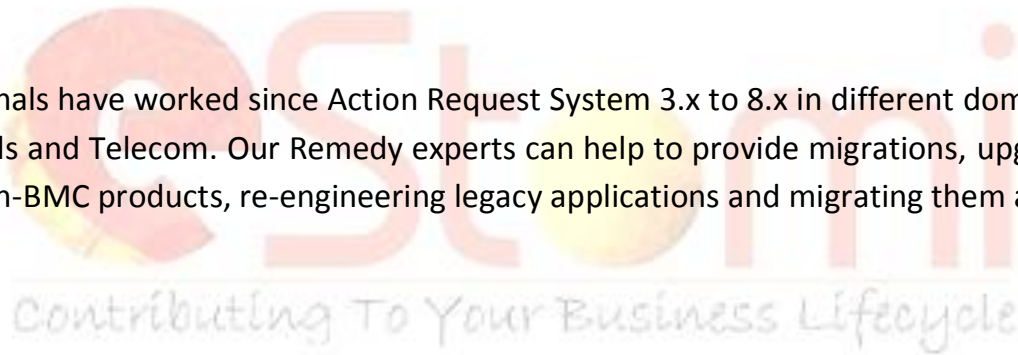 nals have worked since Action Request System 3.x to 8.x in different dom
ls and Telecom. Our Remedy experts can help to provide migrations, upg
n-BMC products, re-engineering legacy applications and migrating them a
eStomi
Contributing To Your Business Lifecycle